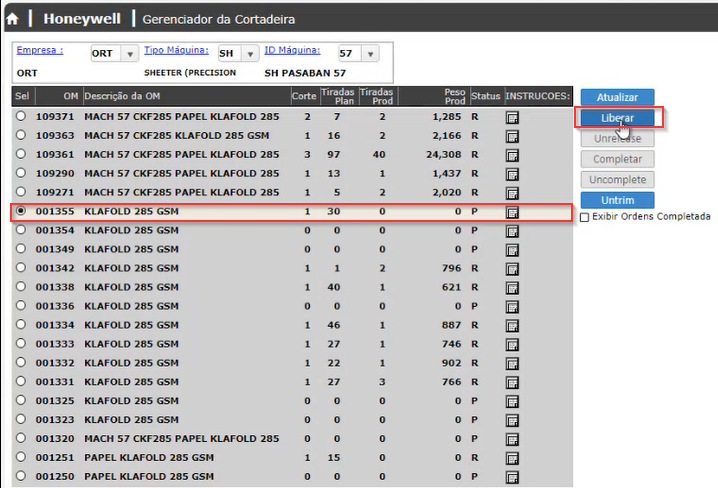 Honeywell | Gerenciador da Cortadeira
Empresa : ORT Tipo Máquina: SH ID Máquina: 57
ORT SHEETER (PRECISION SH PASABAN 57
Sel OM Descrição da OM Corte Tiradas Plan Tiradas Prod Peso Prod Status INSTRUCOES:
109371 MACH 57 CKF285 PAPEL KLAFOLD 285 2 7 2 1,285 R
109363 MACH 57 CKF285 KLAFOLD 285 GSM 1 16 2 2,166 R
109361 MACH 57 CKF285 PAPEL KLAFOLD 285 3 97 40 24,308 R
109290 MACH 57 CKF285 PAPEL KLAFOLD 285 1 13 1 1,437 R
109271 MACH 57 CKF285 PAPEL KLAFOLD 285 1 5 2 2,020 R
001355 KLAFOLD 285 GSM 1 30 0 0 P
001354 KLAFOLD 285 GSM 0 0 0 0 P
001349 KLAFOLD 285 GSM 0 0 0 0 P
001342 KLAFOLD 285 GSM 1 1 2 796 R
001338 KLAFOLD 285 GSM 1 40 1 621 R
001336 KLAFOLD 285 GSM 0 0 0 0 P
001334 KLAFOLD 285 GSM 1 46 1 887 R
001333 KLAFOLD 285 GSM 1 27 1 746 R
001332 KLAFOLD 285 GSM 1 22 1 902 R
001331 KLAFOLD 285 GSM 1 27 3 766 R
001325 KLAFOLD 285 GSM 0 0 0 0 P
001323 KLAFOLD 285 GSM 0 0 0 0 P
001320 MACH 57 CKF285 PAPEL KLAFOLD 285 0 0 0 0 P
001251 PAPEL KLAFOLD 285 GSM 1 15 0 0 R
001250 PAPEL KLAFOLD 285 GSM 0 0 0 0 P
Atualizar
Liberar
Unrelease
Completar
Uncomplete
Untrim
Exibir Ordens Completada